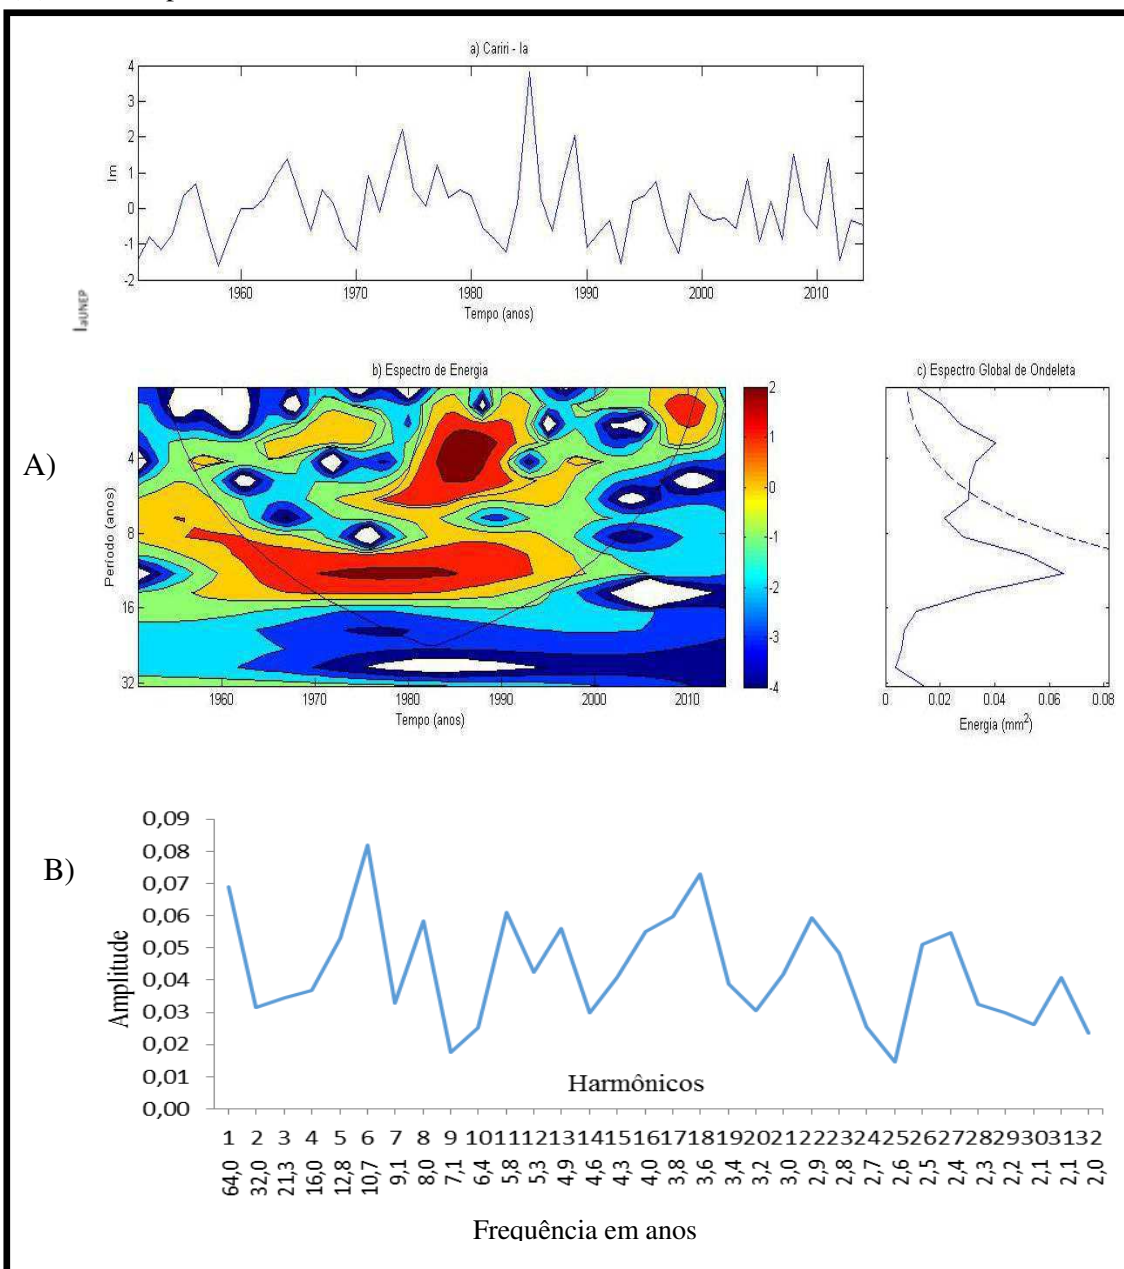 a) Cariri - Ia
4
3
2
1
0
-1
-2
Im
1960 1970 1980 1990 2000 2010
Tempo (anos)
IaUNEP
A)
b) Espectro de Energia
4
8
16
32
Período (anos)
1960 1970 1980 1990 2000 2010
Tempo (anos)
2
1
0
-1
-2
-3
-4
c) Espectro Global de Ondeleta
0 0.02 0.04 0.06 0.08
Energia (mm²)
B)
0,09
0,08
0,07
0,06
0,05
0,04
0,03
0,02
0,01
0,00
Amplitude
Harmônicos
1 2 3 4 5 6 7 8 9 10 11 12 13 14 15 16 17 18 19 20 21 22 23 24 25 26 27 28 29 30 31 32
64,0 32,0 21,3 16,0 12,8 10,7 9,1 8,0 7,1 6,4 5,8 5,3 4,9 4,6 4,3 4,0 3,8 3,6 3,4 3,2 3,0 2,9 2,8 2,7 2,6 2,5 2,4 2,3 2,2 2,1 2,1 2,0
Frequência em anos